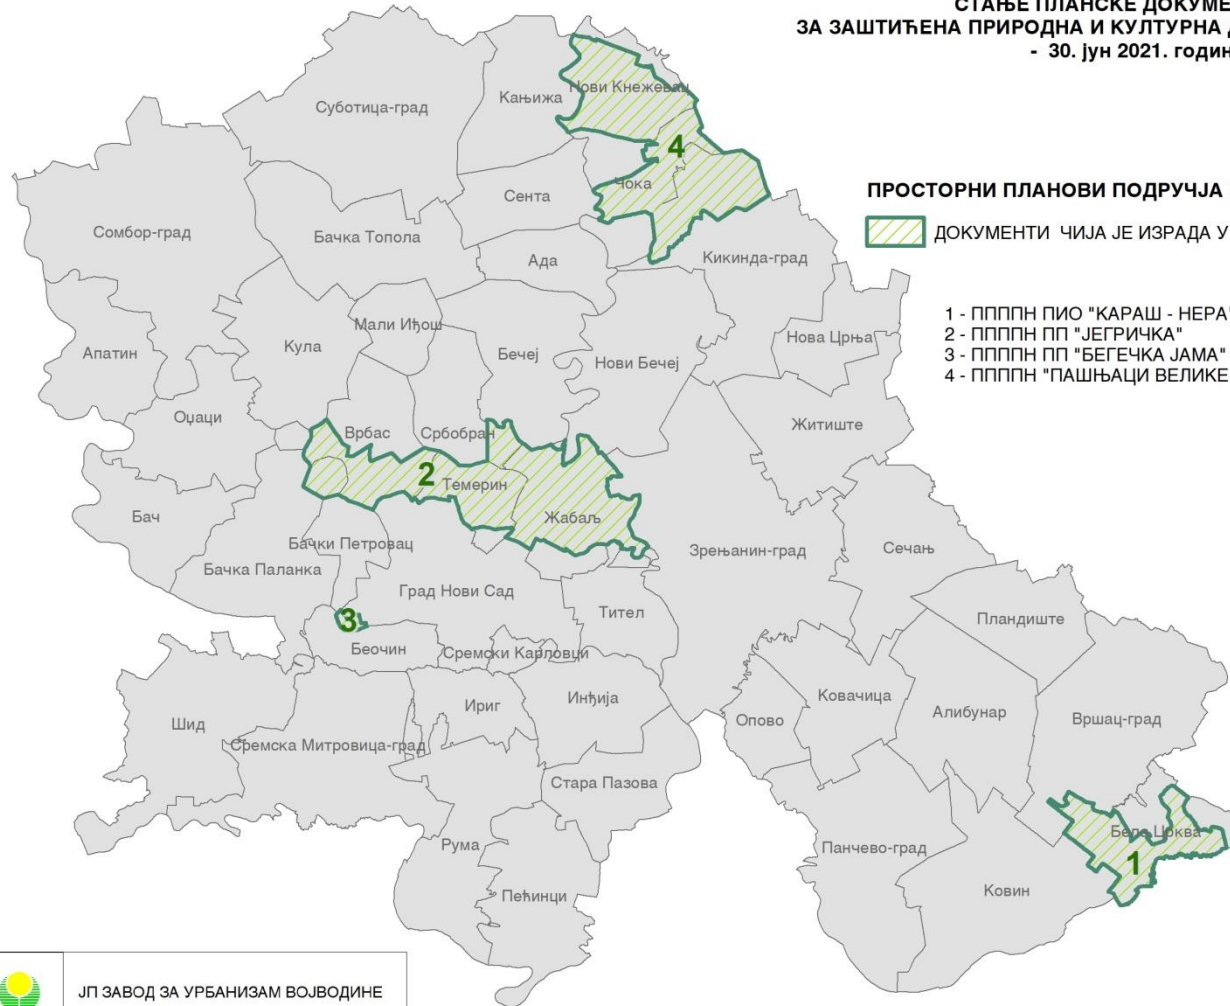 СТАЊЕ ПЛАНСКЕ ДОКУМЕ
ЗА ЗАШТИЋЕНА ПРИРОДНА И КУЛТУРНА
- 30. јун 2021. годин
Нови Кнежевац
Кањижа
Суботица-град
4
Чока
ПРОСТОРНИ ПЛАНОВИ ПОДРУЧЈА
Сента
Сомбор-град
Бачка Топола
ДОКУМЕНТИ ЧИЈА ЈЕ ИЗРАДА У
Ада
Кикинда-град
1 - ППППН ПИО "КАРАШ - НЕРА"
2 - ППППН ПП "ЈЕГРИЧКА"
3 - ППППН ПП "БЕГЕЧКА ЈАМА"
4 - ППППН "ПАШЊАЦИ ВЕЛИКЕ
Мали Иђош
Нова Црња
Апатин
Кула
Бечеј
Нови Бечеј
Оџаци
Житиште
Врбас
Србобран
2
Темерин
Бач
Жабаљ
Бачки Петровац
Зрењанин-град
Сечањ
Бачка Паланка
Град Нови Сад
Тител
3
Пландиште
Беочин
Сремски Карловци
Шид
Ириг
Инђија
Ковачица
Опово
Алибунар
Вршац-град
Сремска Митровица-град
Стара Пазова
Бела Црква
Рума
Панчево-град
1
Пећинци
Ковин
ЈП ЗАВОД ЗА УРБАНИЗАМ ВОЈВОДИНЕ